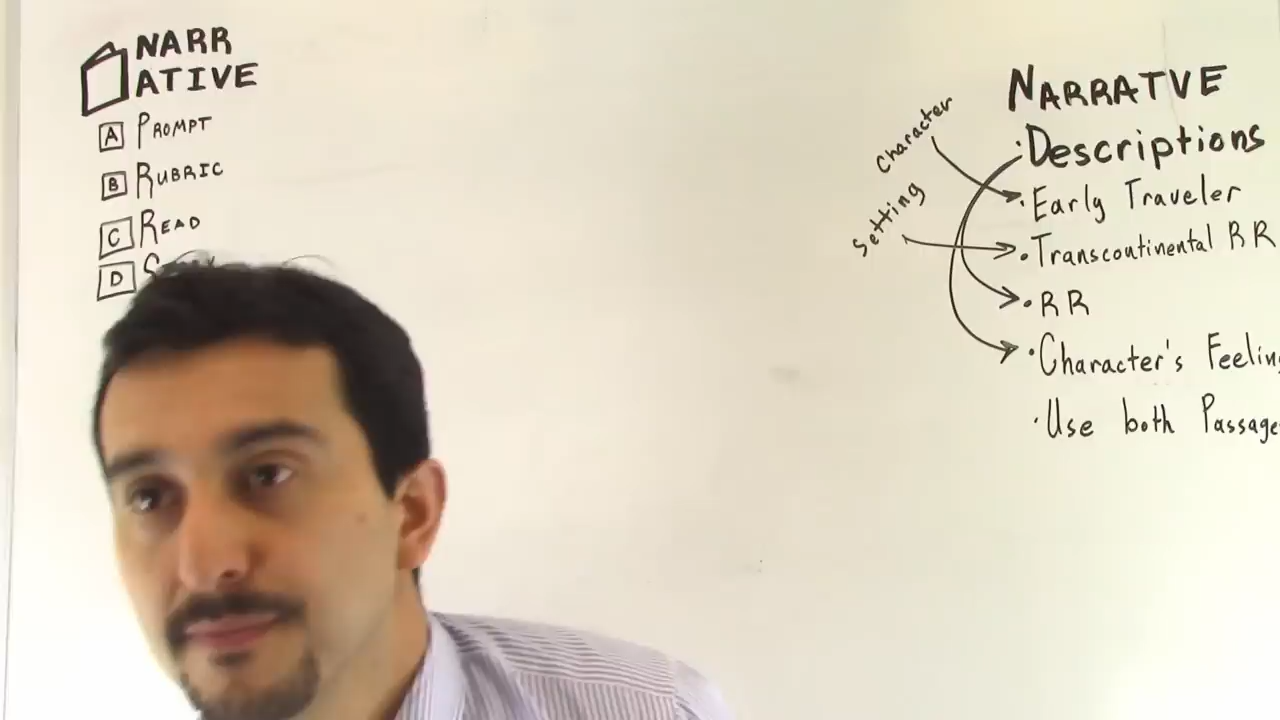 NARR
ATIVE
A PROMPT
B RUBRIC
C READ
D
Character
Setting
NARRATVE
·Descriptions
·Early Traveler
·Transcontinental RR
·RR
·Character's Feelin
·Use both Passage